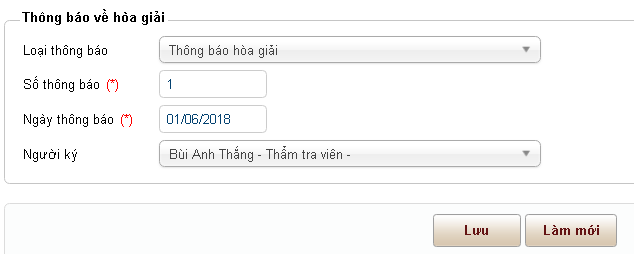 Thông báo về hòa giải
Loại thông báo Thông báo hòa giải
Số thông báo (*) 1
Ngày thông báo (*) 01/06/2018
Người ký Bùi Anh Thắng - Thẩm tra viên -
Lưu Làm mới